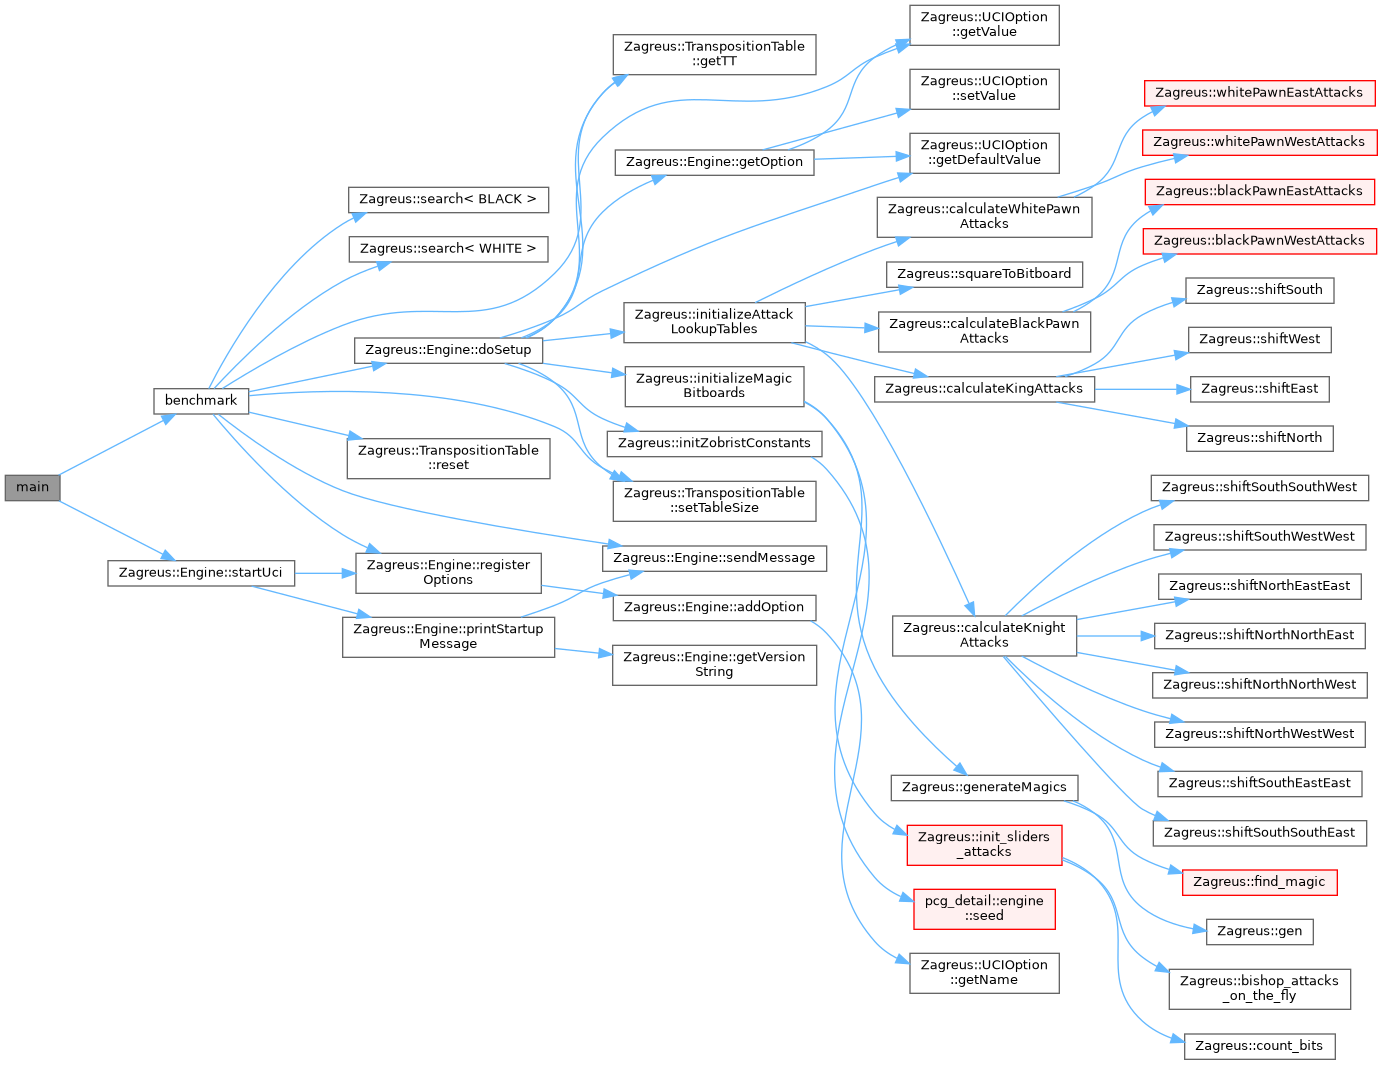 main
benchmark
Zagreus::Engine::startUci
Zagreus::search< BLACK >
Zagreus::search< WHITE >
Zagreus::Engine::doSetup
Zagreus::TranspositionTable
::reset
Zagreus::Engine::register
Options
Zagreus::Engine::printStartup
Message
Zagreus::TranspositionTable
::getTT
Zagreus::Engine::getOption
Zagreus::initializeAttack
LookupTables
Zagreus::initializeMagic
Bitboards
Zagreus::initZobristConstants
Zagreus::TranspositionTable
::setTableSize
Zagreus::Engine::sendMessage
Zagreus::Engine::addOption
Zagreus::Engine::getVersion
String
Zagreus::UCIOption
::getValue
Zagreus::UCIOption
::setValue
Zagreus::UCIOption
::getDefaultValue
Zagreus::calculateWhitePawn
Attacks
Zagreus::squareToBitboard
Zagreus::calculateBlackPawn
Attacks
Zagreus::calculateKingAttacks
Zagreus::calculateKnight
Attacks
Zagreus::generateMagics
Zagreus::init_sliders
_attacks
pcg_detail::engine
::seed
Zagreus::UCIOption
::getName
Zagreus::whitePawnEastAttacks
Zagreus::whitePawnWestAttacks
Zagreus::blackPawnEastAttacks
Zagreus::blackPawnWestAttacks
Zagreus::shiftSouth
Zagreus::shiftWest
Zagreus::shiftEast
Zagreus::shiftNorth
Zagreus::shiftSouthSouthWest
Zagreus::shiftSouthWestWest
Zagreus::shiftNorthEastEast
Zagreus::shiftNorthNorthEast
Zagreus::shiftNorthNorthWest
Zagreus::shiftNorthWestWest
Zagreus::shiftSouthEastEast
Zagreus::shiftSouthSouthEast
Zagreus::find_magic
Zagreus::gen
Zagreus::bishop_attacks
_on_the_fly
Zagreus::count_bits